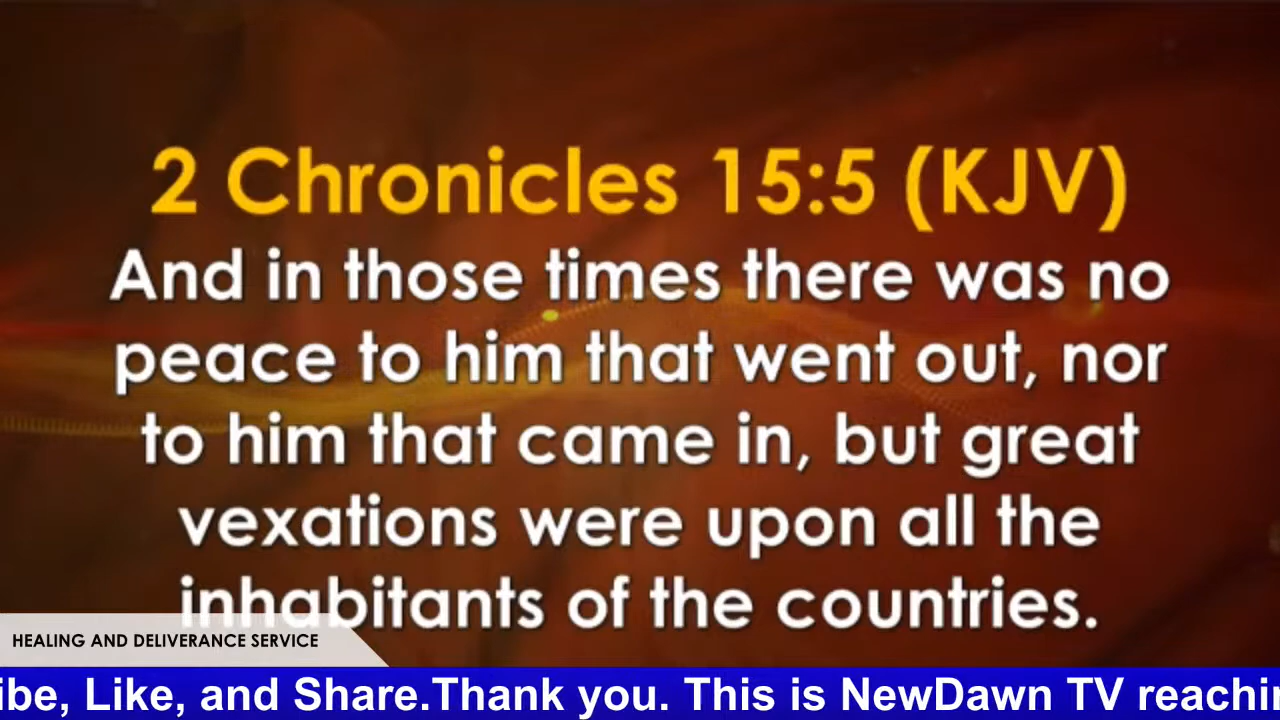 2 Chronicles 15:5 (KJV)
And in those times there was no
peace to him that went out, nor
to him that came in, but great
vexations were upon all the
inhabitants of the countries.
HEALING AND DELIVERANCE SERVICE
Like, and Share.Thank you. This is NewDawn TV